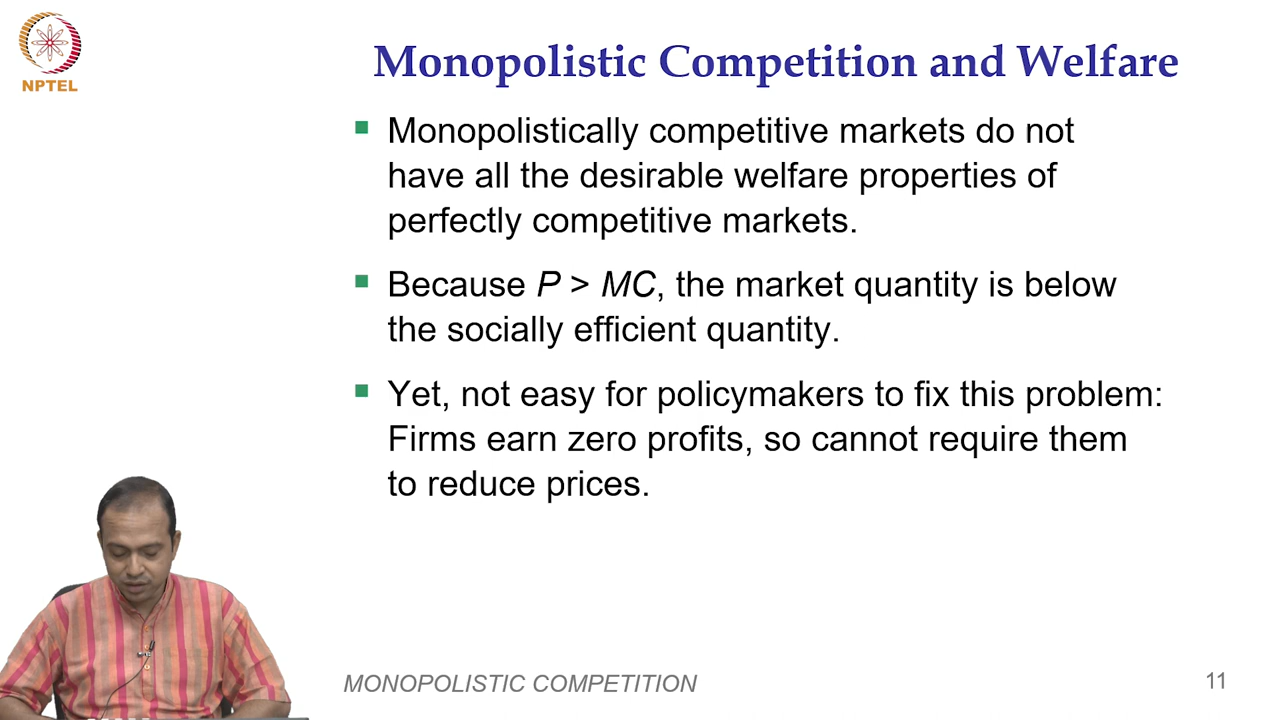 NPTEL
Monopolistic Competition and Welfare
Monopolistically competitive markets do not
have all the desirable welfare properties of
perfectly competitive markets.
Because P > MC, the market quantity is below
the socially efficient quantity.
Yet, not easy for policymakers to fix this problem:
Firms earn zero profits, so cannot require them
to reduce prices.
MONOPOLISTIC COMPETITION
11